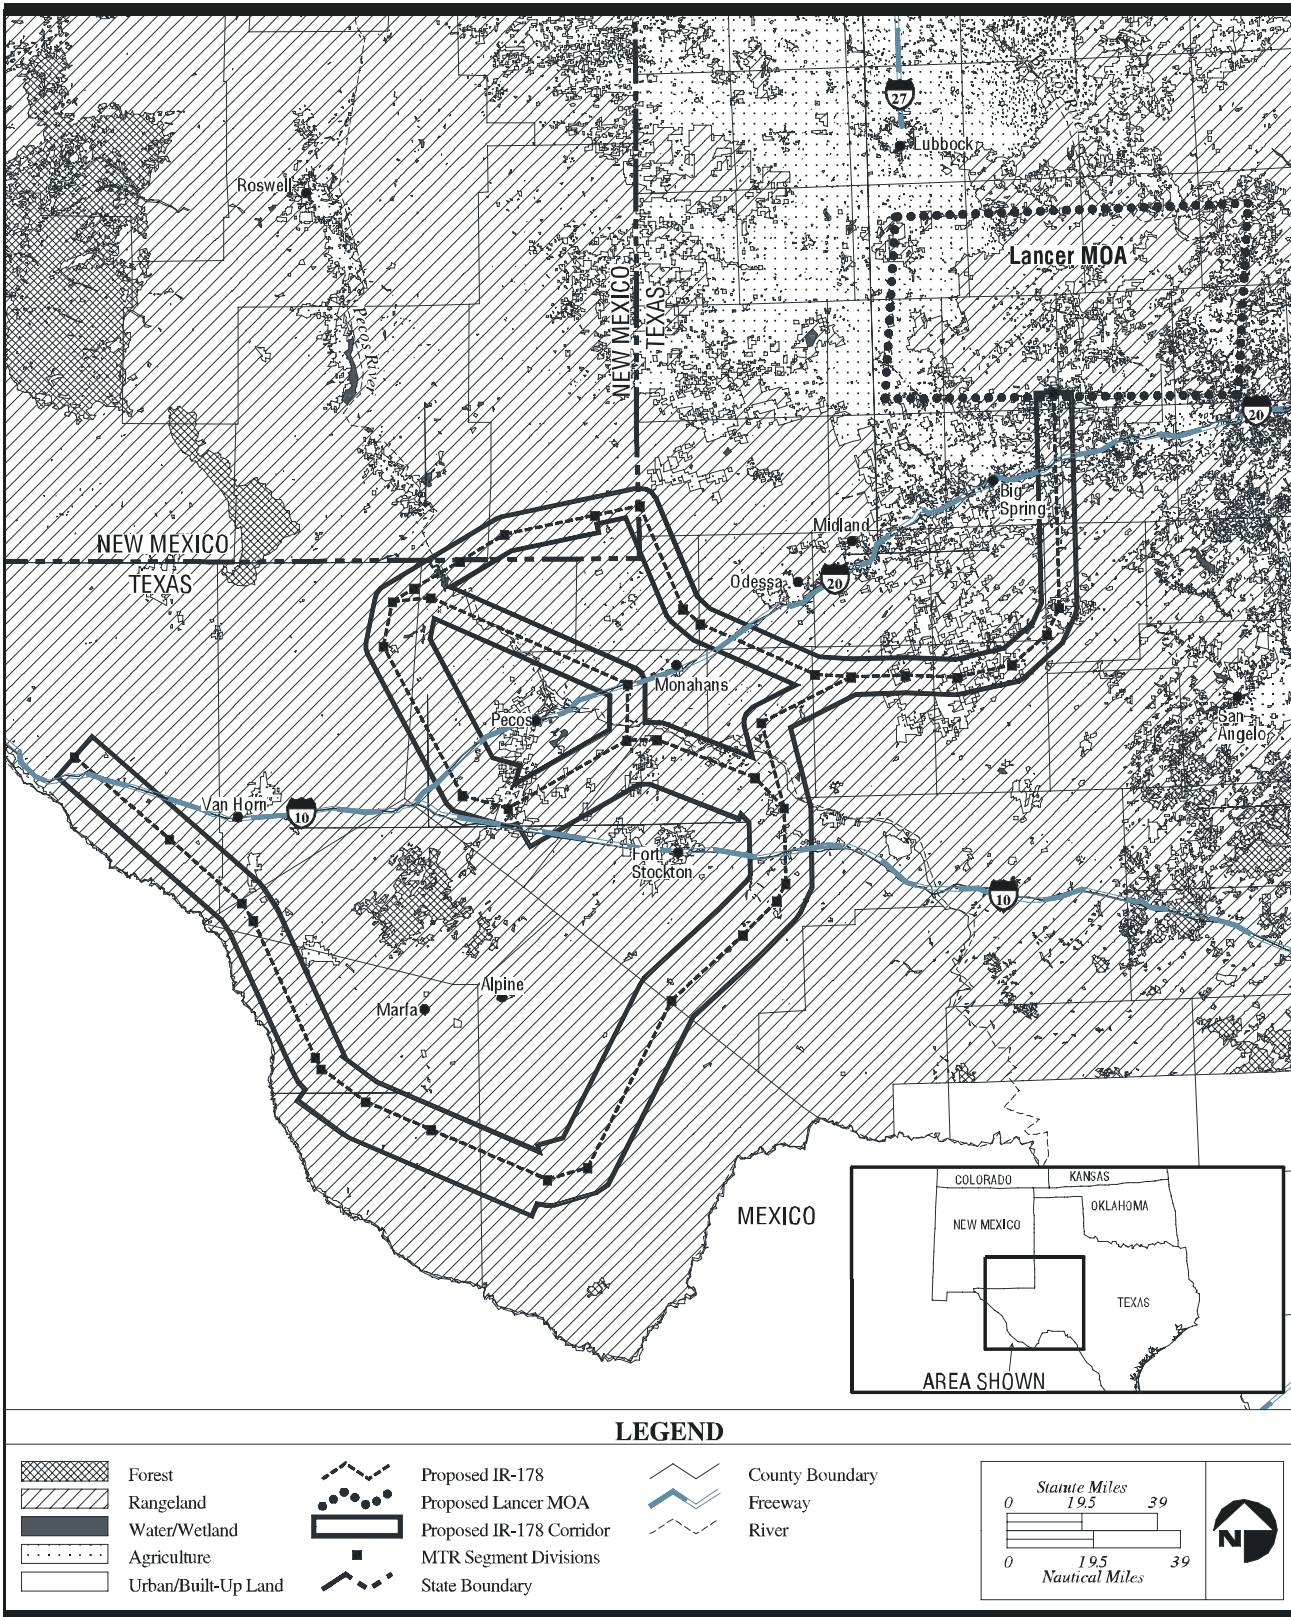 27
Lubbock
Roswell
Lancer MOA
NEW MEXICO
TEXAS
Pecos River
20
Big
Spring
Midland
NEW MEXICO
TEXAS
Odessa
20
Monahans
Pecos
San
Angelo
Van Horn
10
Fort
Stockton
10
Alpine
Marfa
MEXICO
COLORADO
KANSAS
OKLAHOMA
NEW MEXICO
TEXAS
AREA SHOWN
LEGEND
Forest
Rangeland
Water/Wetland
Agriculture
Urban/Built-Up Land
Proposed IR-178
Proposed Lancer MOA
Proposed IR-178 Corridor
MTR Segment Divisions
State Boundary
County Boundary
Freeway
River
Statute Miles
0 195 39
0 19.5 39
Nautical Miles
N